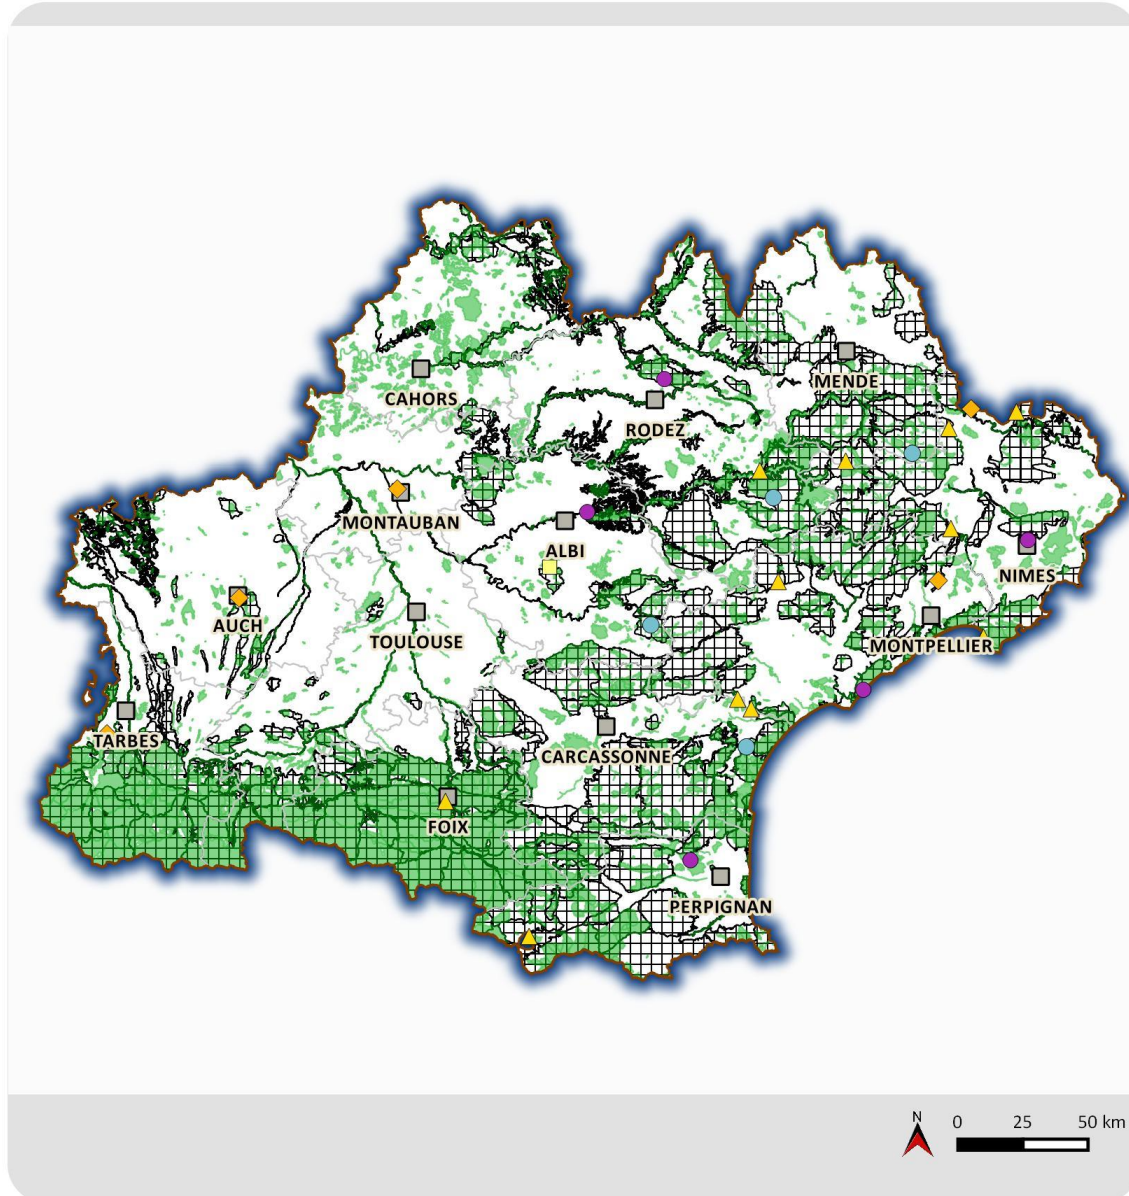 MENDE
CAHORS
RODEZ
MONTAUBAN
ALBI
NIMES
AUCH
TOULOUSE
MONTPELLIER
TARBES
CARCASSONNE
FOIX
PERPIGNAN
N
0 25 50 km